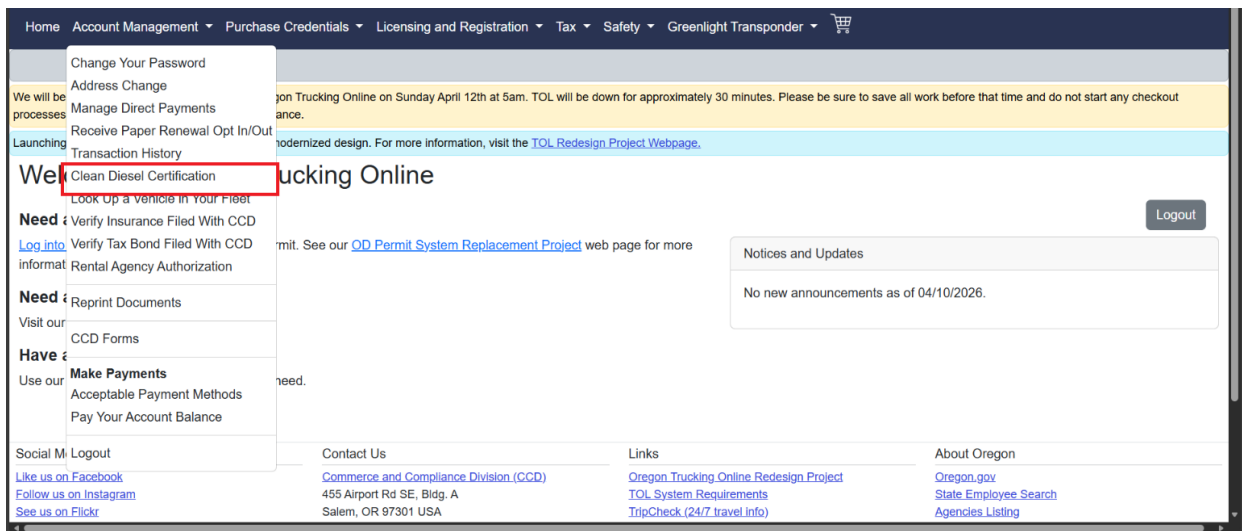 Home Account Management Purchase Credentials Licensing and Registration Tax Safety Greenlight Transponder
Change Your Password
Address Change
Manage Direct Payments
Receive Paper Renewal Opt In/Out
Transaction History
Clean Diesel Certification
Look Up a Vehicle In Your Fleet
Verify Insurance Filed With CCD
Verify Tax Bond Filed With CCD
Rental Agency Authorization
Reprint Documents
CCD Forms
Make Payments
Acceptable Payment Methods
Pay Your Account Balance
Logout
We will be gon Trucking Online on Sunday April 12th at 5am. TOL will be down for approximately 30 minutes. Please be sure to save all work before that time and do not start any checkout
processes ance.
Launching nodernized design. For more information, visit the TOL Redesign Project Webpage.
Wel ucking Online
Logout
Need a
Log into rmit. See our OD Permit System Replacement Project web page for more
informat
Need a
Visit our
Have a
Use our need.
Notices and Updates
No new announcements as of 04/10/2026.
Social M
Like us on Facebook
Follow us on Instagram
See us on Flickr
Contact Us
Commerce and Compliance Division (CCD)
455 Airport Rd SE, Bldg. A
Salem, OR 97301 USA
Links
Oregon Trucking Online Redesign Project
TOL System Requirements
TripCheck (24/7 travel info)
About Oregon
Oregon.gov
State Employee Search
Agencies Listing